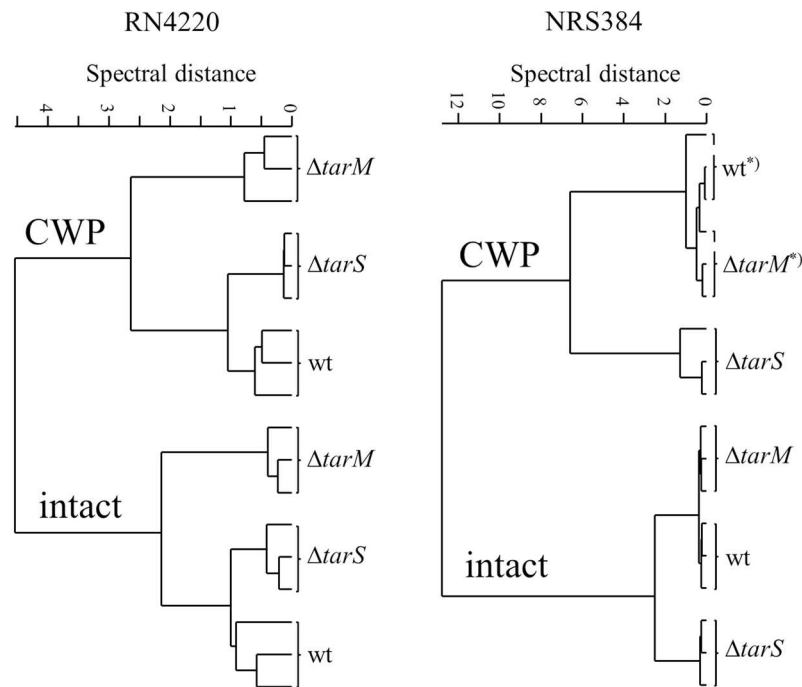 RN4220
Spectral distance
4 3 2 1 0
ΔtarM
CWP
ΔtarS
wt
ΔtarM
intact
ΔtarS
wt
NRS384
Spectral distance
12 10 8 6 4 2 0
wt*)
CWP
ΔtarM*)
ΔtarS
ΔtarM
wt
intact
ΔtarS